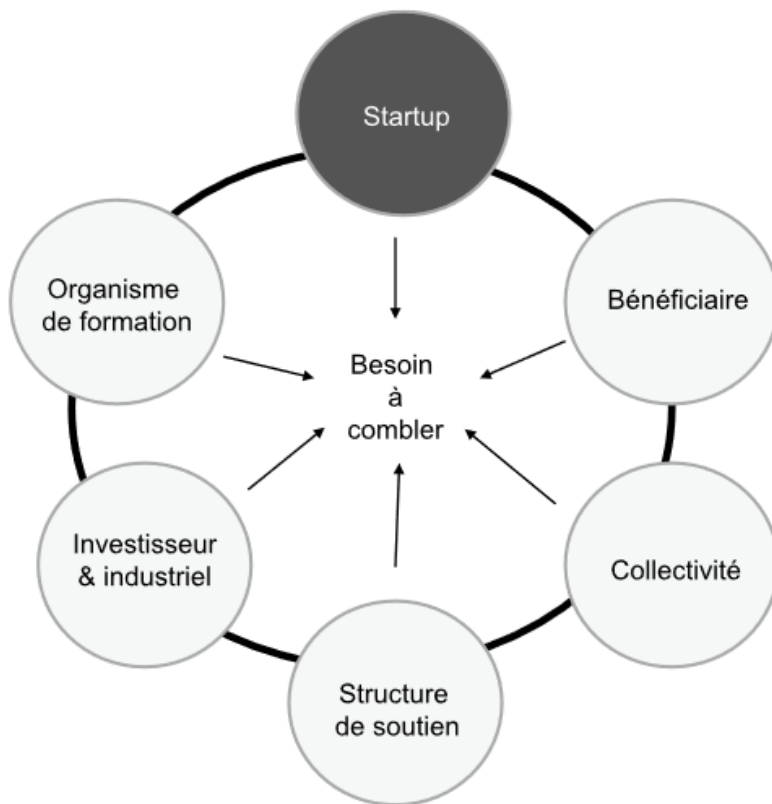 Startup
Organisme
de formation
Bénéficiaire
Besoin
à
combler
Investisseur
& industriel
Collectivité
Structure
de soutien